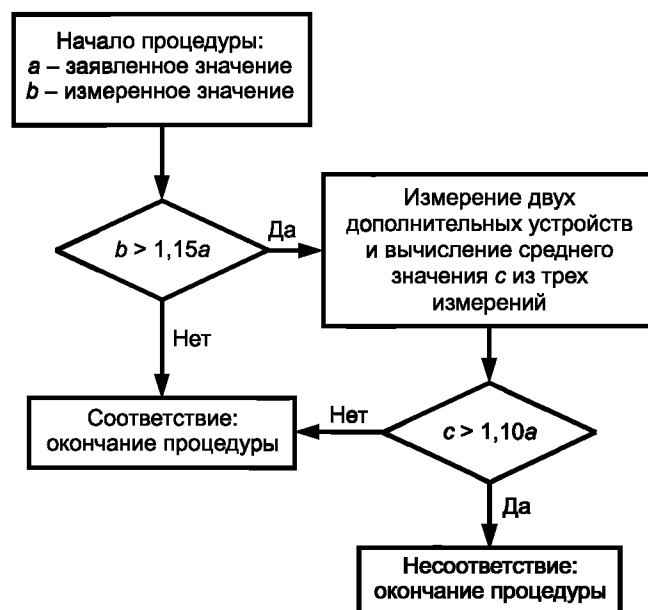 Начало процедуры:
a – заявленное значение
b – измеренное значение
b > 1,15a
Да
Измерение двух
дополнительных устройств
и вычисление среднего
значения c из трех
измерений
Нет
Соответствие:
окончание процедуры
Нет
c > 1,10a
Да
Несоответствие:
окончание процедуры